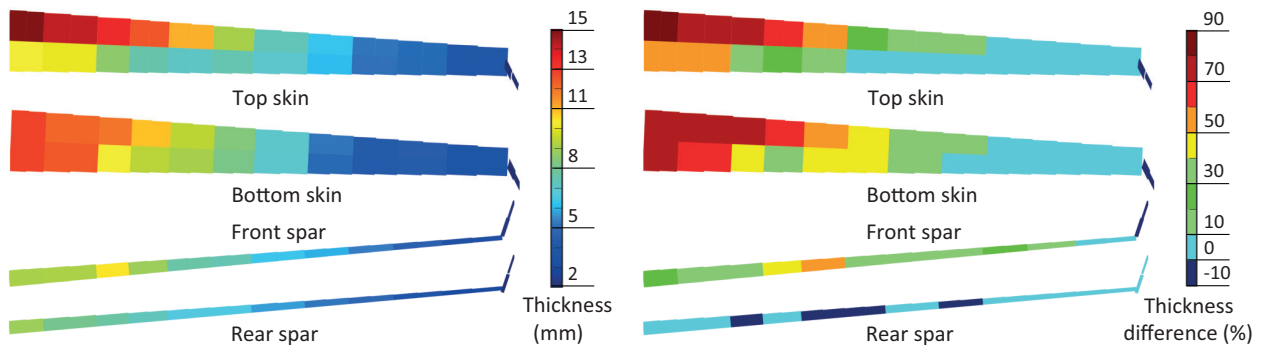 Top skin
Bottom skin
Front spar
Rear spar
15
13
11
8
5
2
Thickness
(mm)
Top skin
Bottom skin
Front spar
Rear spar
90
70
50
30
10
0
-10
Thickness
difference (%)